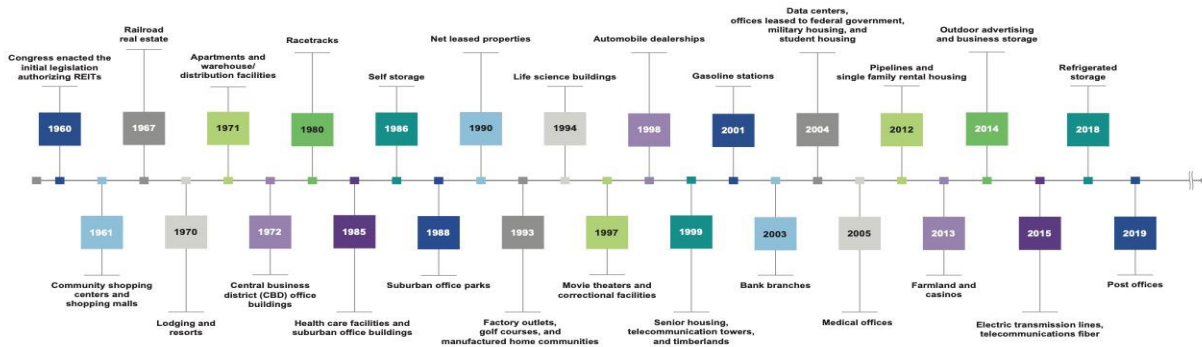 Congress enacted the
initial legislation
authorizing REITs
1960
1961
Community shopping
centers and
shopping malls
Railroad
real estate
1967
1970
Lodging and
resorts
Apartments and
warehouse/
distribution facilities
1971
1972
Central business
district (CBD) office
buildings
Racetracks
1980
1985
Health care facilities and
suburban office buildings
Self storage
1986
1988
Suburban office parks
Net leased properties
1990
1993
Factory outlets,
golf courses, and
manufactured home communities
Life science buildings
1994
1997
Movie theaters and
correctional facilities
Automobile dealerships
1998
1999
Senior housing,
telecommunication towers,
and timberlands
Gasoline stations
2001
2003
Bank branches
Data centers,
offices leased to federal government,
military housing, and
student housing
2004
2005
Medical offices
Pipelines and
single family rental housing
2012
2013
Farmland and
casinos
Outdoor advertising
and business storage
2014
2015
Electric transmission lines,
telecommunications fiber
Refrigerated
storage
2018
2019
Post offices